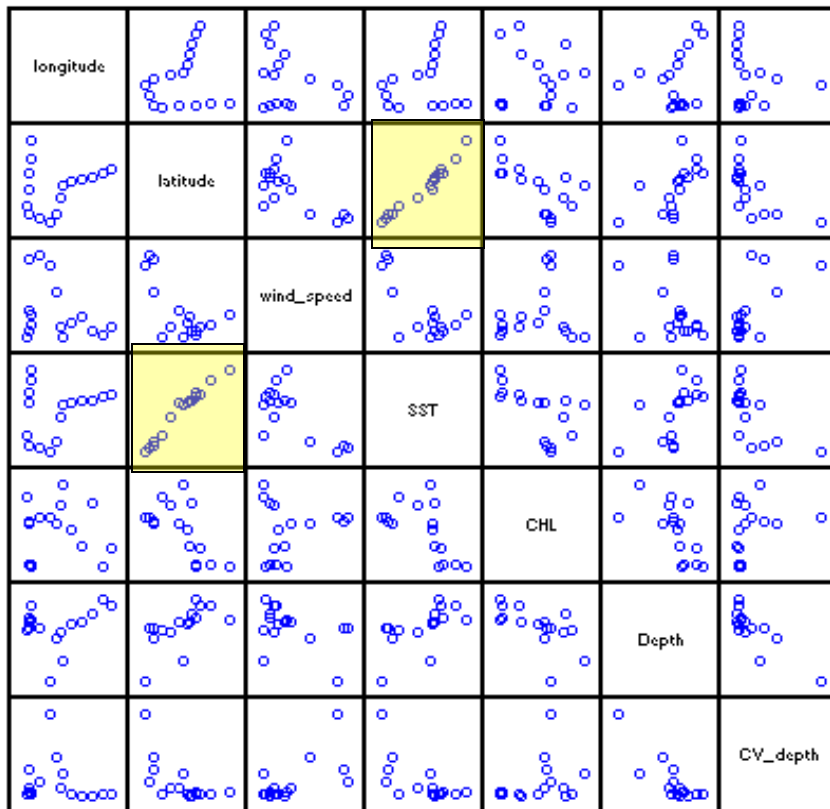 longitude
latitude
wind_speed
SST
CHL
Depth
CV_depth